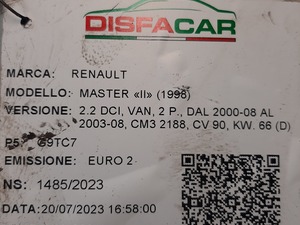 DISFACAR
MARCA: RENAULT
MODELLO: MASTER «II» (1998)
VERSIONE: 2.2 DCI, VAN, 2 P., DAL 2000-08 AL
2003-08, CM3 2188, CV 90, KW. 66 (D)
P5: G9TC7
EMISSIONE: EURO 2
NS: 1485/2023
DATA: 20/07/2023 16:58:00